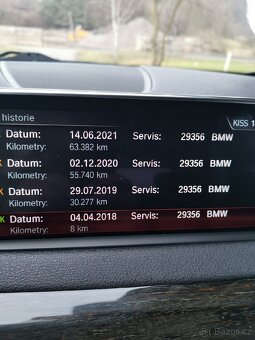 historie
KISS
Datum: 14.06.2021 Servis: 29356 BMW
Kilometry: 63.382 km
Datum: 02.12.2020 Servis: 29356 BMW
Kilometry: 55.740 km
Datum: 29.07.2019 Servis: 29356 BMW
Kilometry: 30.277 km
K Datum: 04.04.2018 Servis: 29356 BMW
Kilometry: 8 km
Bazoš.cz